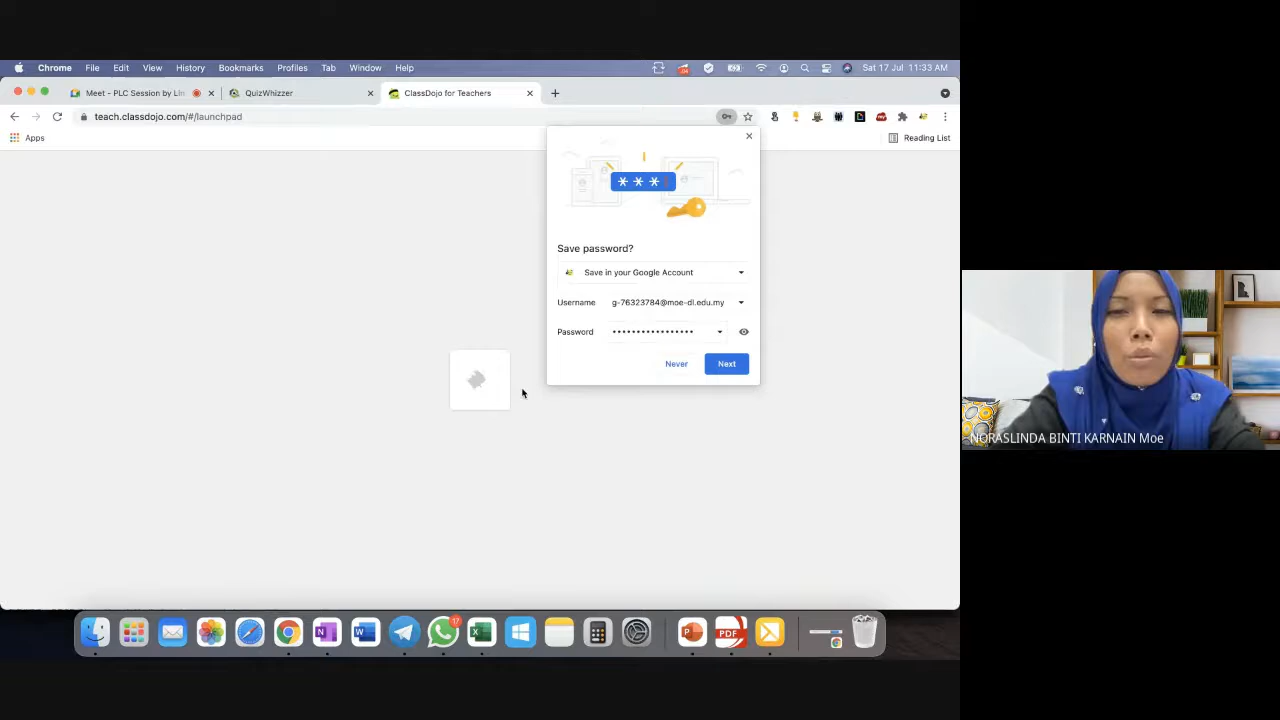 Chrome File Edit View History Bookmarks Profiles Tab Window Help Sat 17 Jul 11:33 AM
Meet - PLC Session by Lin QuizWhizzer ClassDojo for Teachers
teach.classdojo.com/#/launchpad
Apps Reading List
Save password?
Save in your Google Account
Username g-76323784@moe-dl.edu.my
Password
Never Next
NORASLINDA BINTI KARNAIN Moe
17
N W X PDF